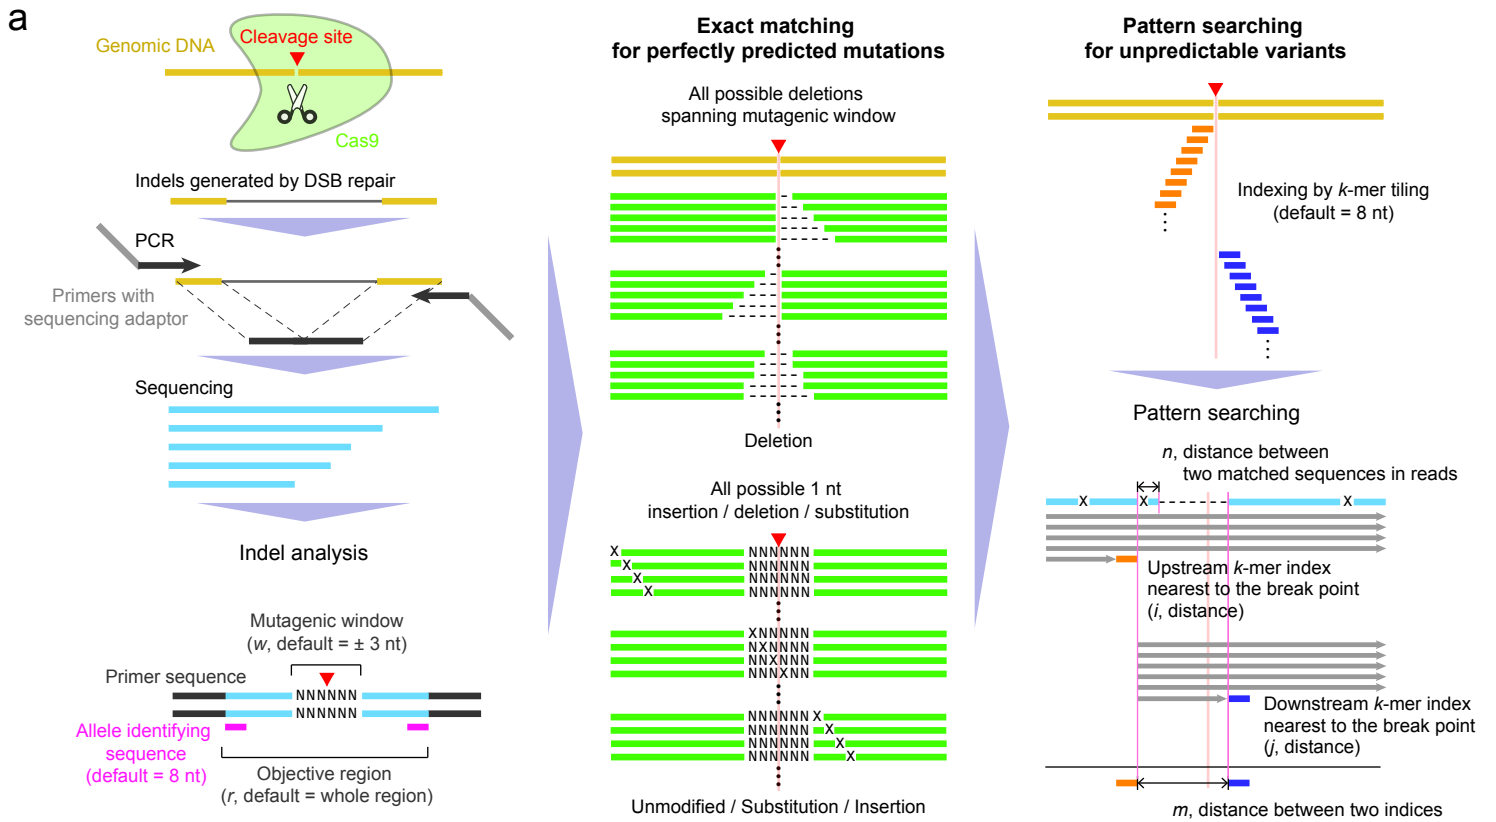 a
Genomic DNA
Cleavage site
Cas9
Indels generated by DSB repair
PCR
Primers with
sequencing adaptor
Sequencing
Indel analysis
Mutagenic window
(w, default = ± 3 nt)
Primer sequence
NNNNNN
NNNNNN
Allele identifying
sequence
(default = 8 nt)
Objective region
(r, default = whole region)
Exact matching
for perfectly predicted mutations
All possible deletions
spanning mutagenic window
Deletion
All possible 1 nt
insertion / deletion / substitution
X NNNNNN
X NNNNNN
X NNNNNN
X NNNNNN
XNNNNN
NXNNNN
NNXNNN
NNNXNN
NNNNNNX
NNNNNN X
NNNNNN X
NNNNNN X
Unmodified / Substitution / Insertion
Pattern searching
for unpredictable variants
Indexing by k-mer tiling
(default = 8 nt)
Pattern searching
n, distance between
two matched sequences in reads
X X X
Upstream k-mer index
nearest to the break point
(i, distance)
Downstream k-mer index
nearest to the break point
(j, distance)
m, distance between two indices